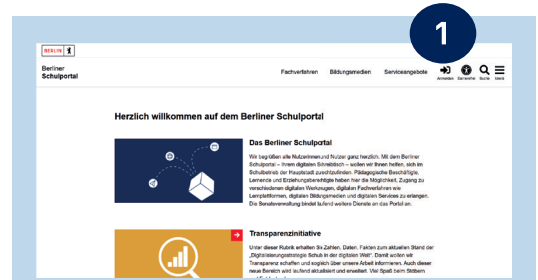 1
BERLIN
Berliner
Schulportal
Fachverfahren Bildungsmedien Serviceangebote
Anmelden Barrierefrei Suche Menü
Herzlich willkommen auf dem Berliner Schulportal
Das Berliner Schulportal
Wir begrüßen alle Nutzerinnen und Nutzer ganz herzlich. Mit dem Berliner
Schulportal – Ihrem digitalen Schreibtisch – wollen wir Ihnen helfen, sich im
Schulbetrieb der Hauptstadt zurechtzufinden. Pädagogische Beschäftigte,
Lernende und Erziehungsberechtigte haben hier die Möglichkeit, Zugang zu
verschiedenen digitalen Werkzeugen, digitalen Fachverfahren wie
Lernplattformen, digitalen Bildungsmedien und digitalen Services zu erlangen.
Die Senatsverwaltung bindet laufend weitere Dienste an das Portal an.
Transparenzinitiative
Unter dieser Rubrik erhalten Sie Zahlen, Daten, Fakten zum aktuellen Stand der
„Digitalisierungsstrategie Schule in der digitalen Welt“. Damit wollen wir
Transparenz schaffen und sogleich über unsere Arbeit informieren. Auch dieser
neue Bereich wird laufend aktualisiert und erweitert. Viel Spaß beim Stöbern